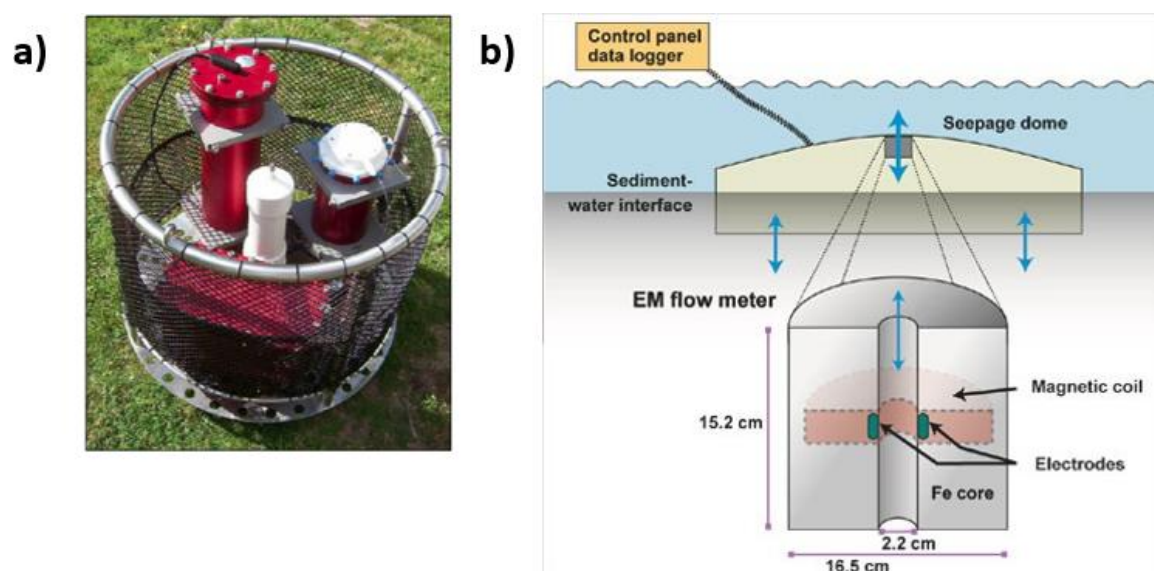 a)
b)
Control panel
data logger
Seepage dome
Sediment-
water interface
EM flow meter
Magnetic coil
15.2 cm
Electrodes
Fe core
2.2 cm
16.5 cm